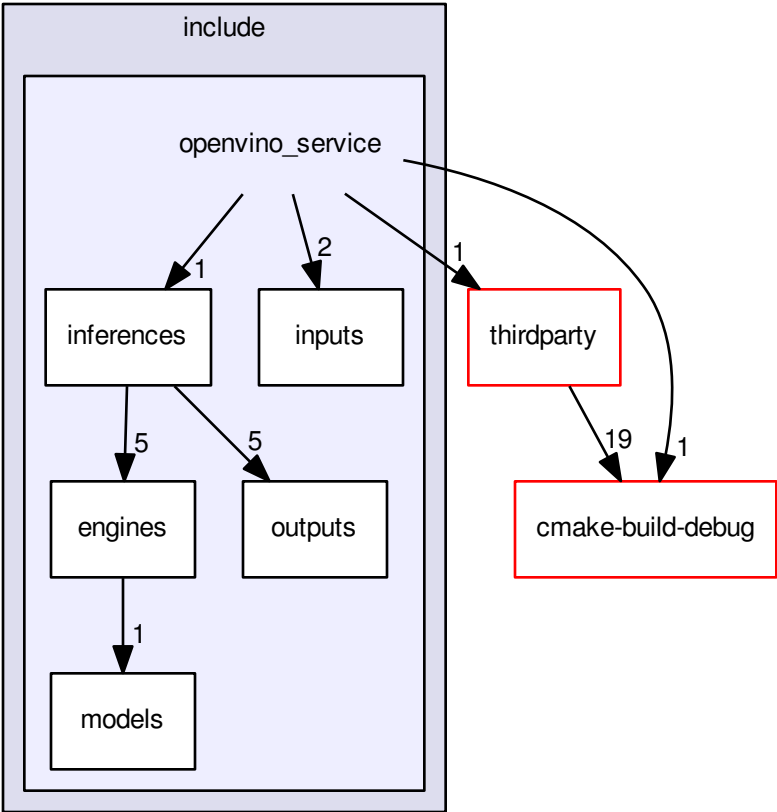 include
openvino_service
1
2
1
inferences
inputs
thirdparty
5
5
19
1
engines
outputs
cmake-build-debug
1
models